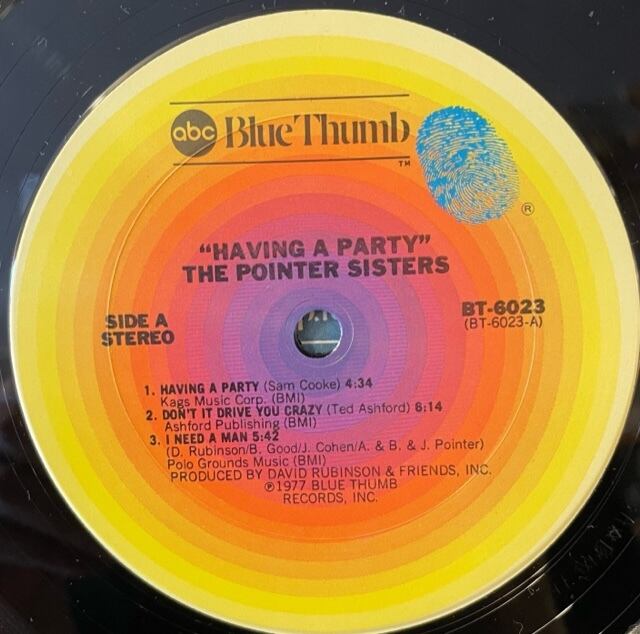 abc Blue Thumb ™
®
"HAVING A PARTY"
THE POINTER SISTERS
SIDE A
STEREO
BT-6023
(BT-6023-A)
1. HAVING A PARTY (Sam Cooke) 4:34
Kags Music Corp. (BMI)
2. DON'T IT DRIVE YOU CRAZY (Ted Ashford) 6:14
Ashford Publishing (BMI)
3. I NEED A MAN 5:42
(D. Rubinson/B. Good/J. Cohen/A. & B. & J. Pointer)
Polo Grounds Music (BMI)
PRODUCED BY DAVID RUBINSON & FRIENDS, INC.
℗1977 BLUE THUMB
RECORDS, INC.